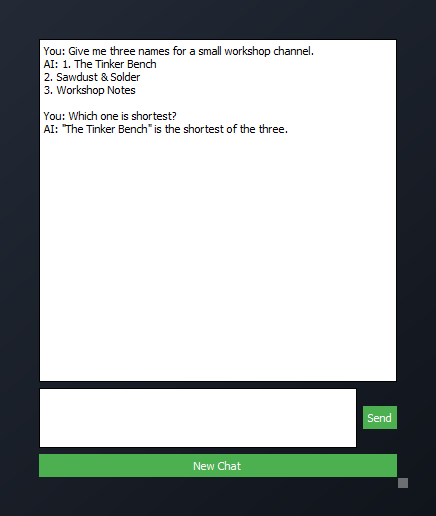 You: Give me three names for a small workshop channel.
AI: 1. The Tinker Bench
2. Sawdust & Solder
3. Workshop Notes

You: Which one is shortest?
AI: "The Tinker Bench" is the shortest of the three.
Send
New Chat